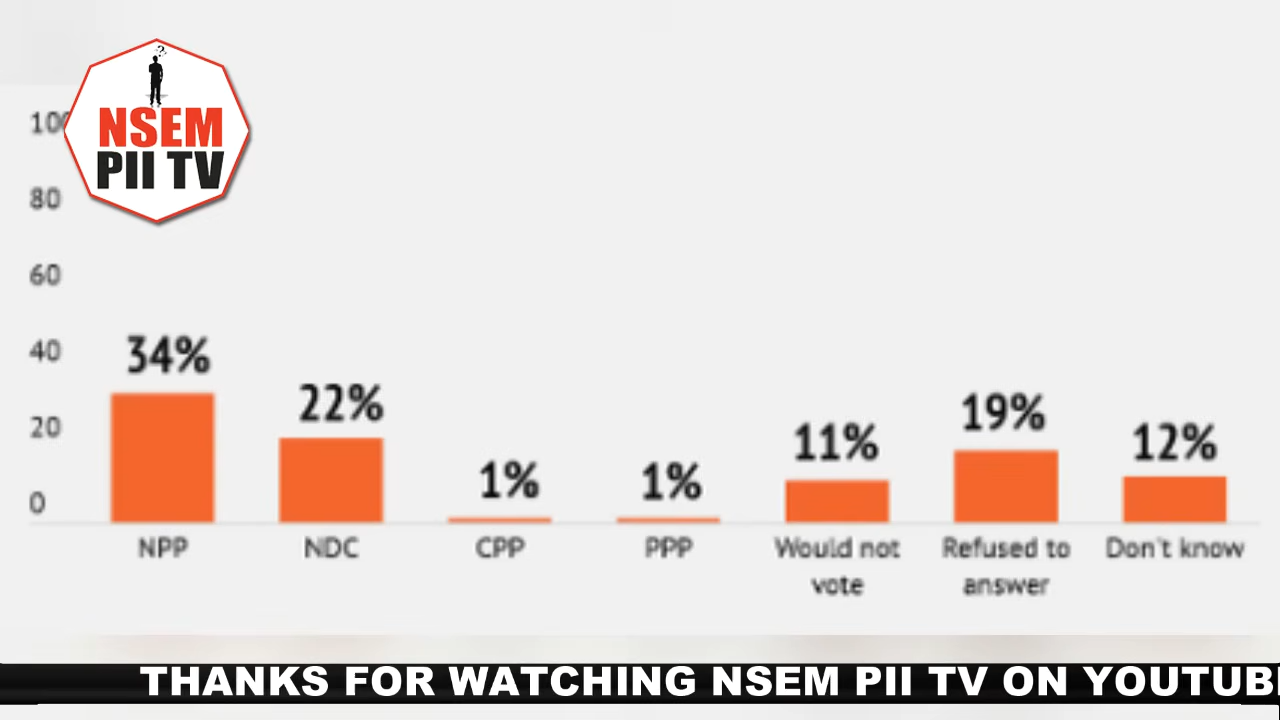 ?
NSEM
PII TV
100
80
60
40
20
0
34%
22%
1%
1%
11%
19%
12%
NPP
NDC
CPP
PPP
Would not
vote
Refused to
answer
Don't know
THANKS FOR WATCHING NSEM PII TV ON YOUTUB